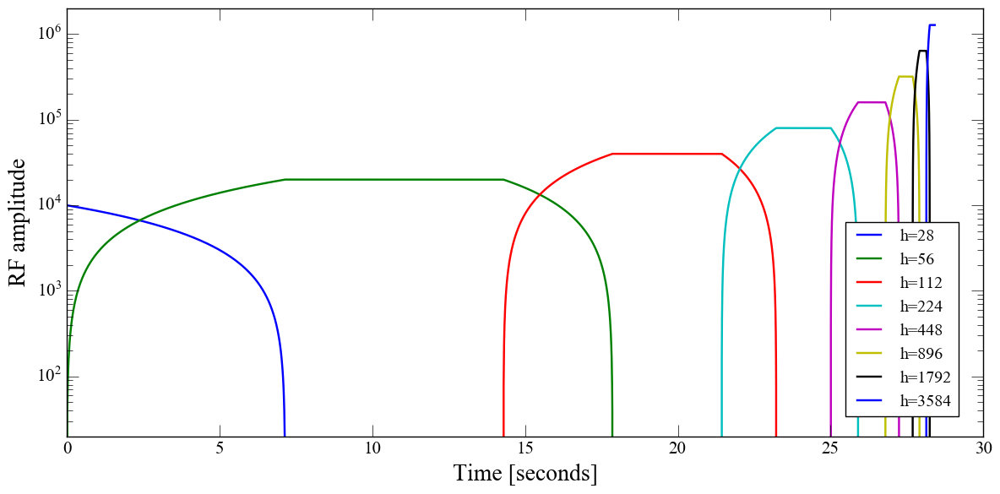 RF amplitude
10^6
10^5
10^4
10^3
10^2
0 5 10 15 20 25 30
Time [seconds]
h=28
h=56
h=112
h=224
h=448
h=896
h=1792
h=3584